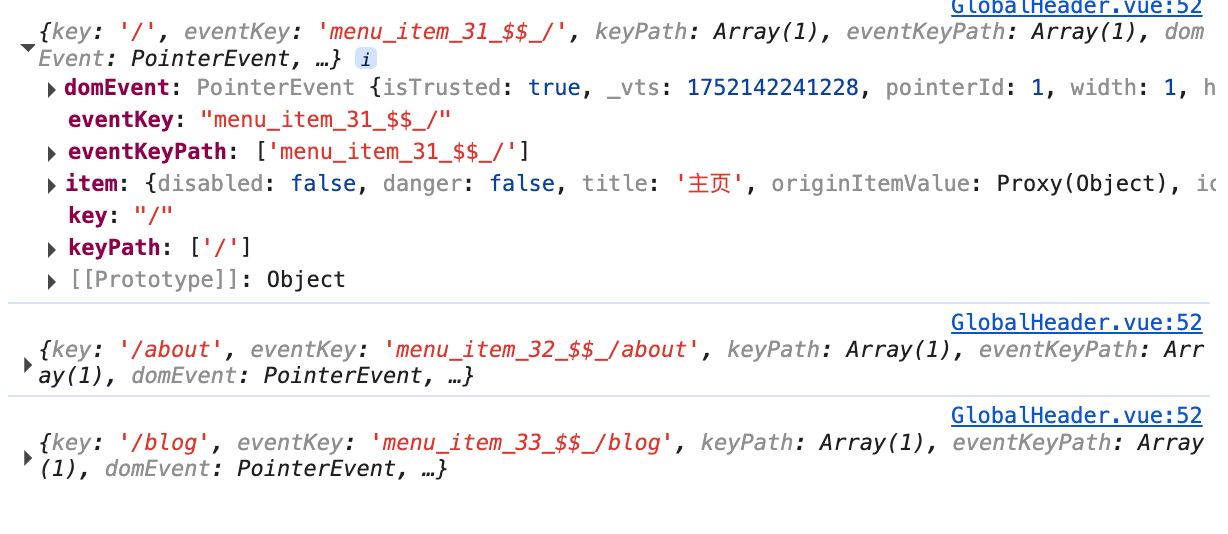 GlobalHeader.vue:52
{key: '/', eventKey: 'menu_item_31_$$_/', keyPath: Array(1), eventKeyPath: Array(1), dom
Event: PointerEvent, …} i
domEvent: PointerEvent {isTrusted: true, _vts: 1752142241228, pointerId: 1, width: 1, h
eventKey: "menu_item_31_$$_/"
eventKeyPath: ['menu_item_31_$$_/']
item: {disabled: false, danger: false, title: '主页', originItemValue: Proxy(Object), ic
key: "/"
keyPath: ['/']
[[Prototype]]: Object
GlobalHeader.vue:52
{key: '/about', eventKey: 'menu_item_32_$$_/about', keyPath: Array(1), eventKeyPath: Arr
ay(1), domEvent: PointerEvent, …}
GlobalHeader.vue:52
{key: '/blog', eventKey: 'menu_item_33_$$_/blog', keyPath: Array(1), eventKeyPath: Array
(1), domEvent: PointerEvent, …}